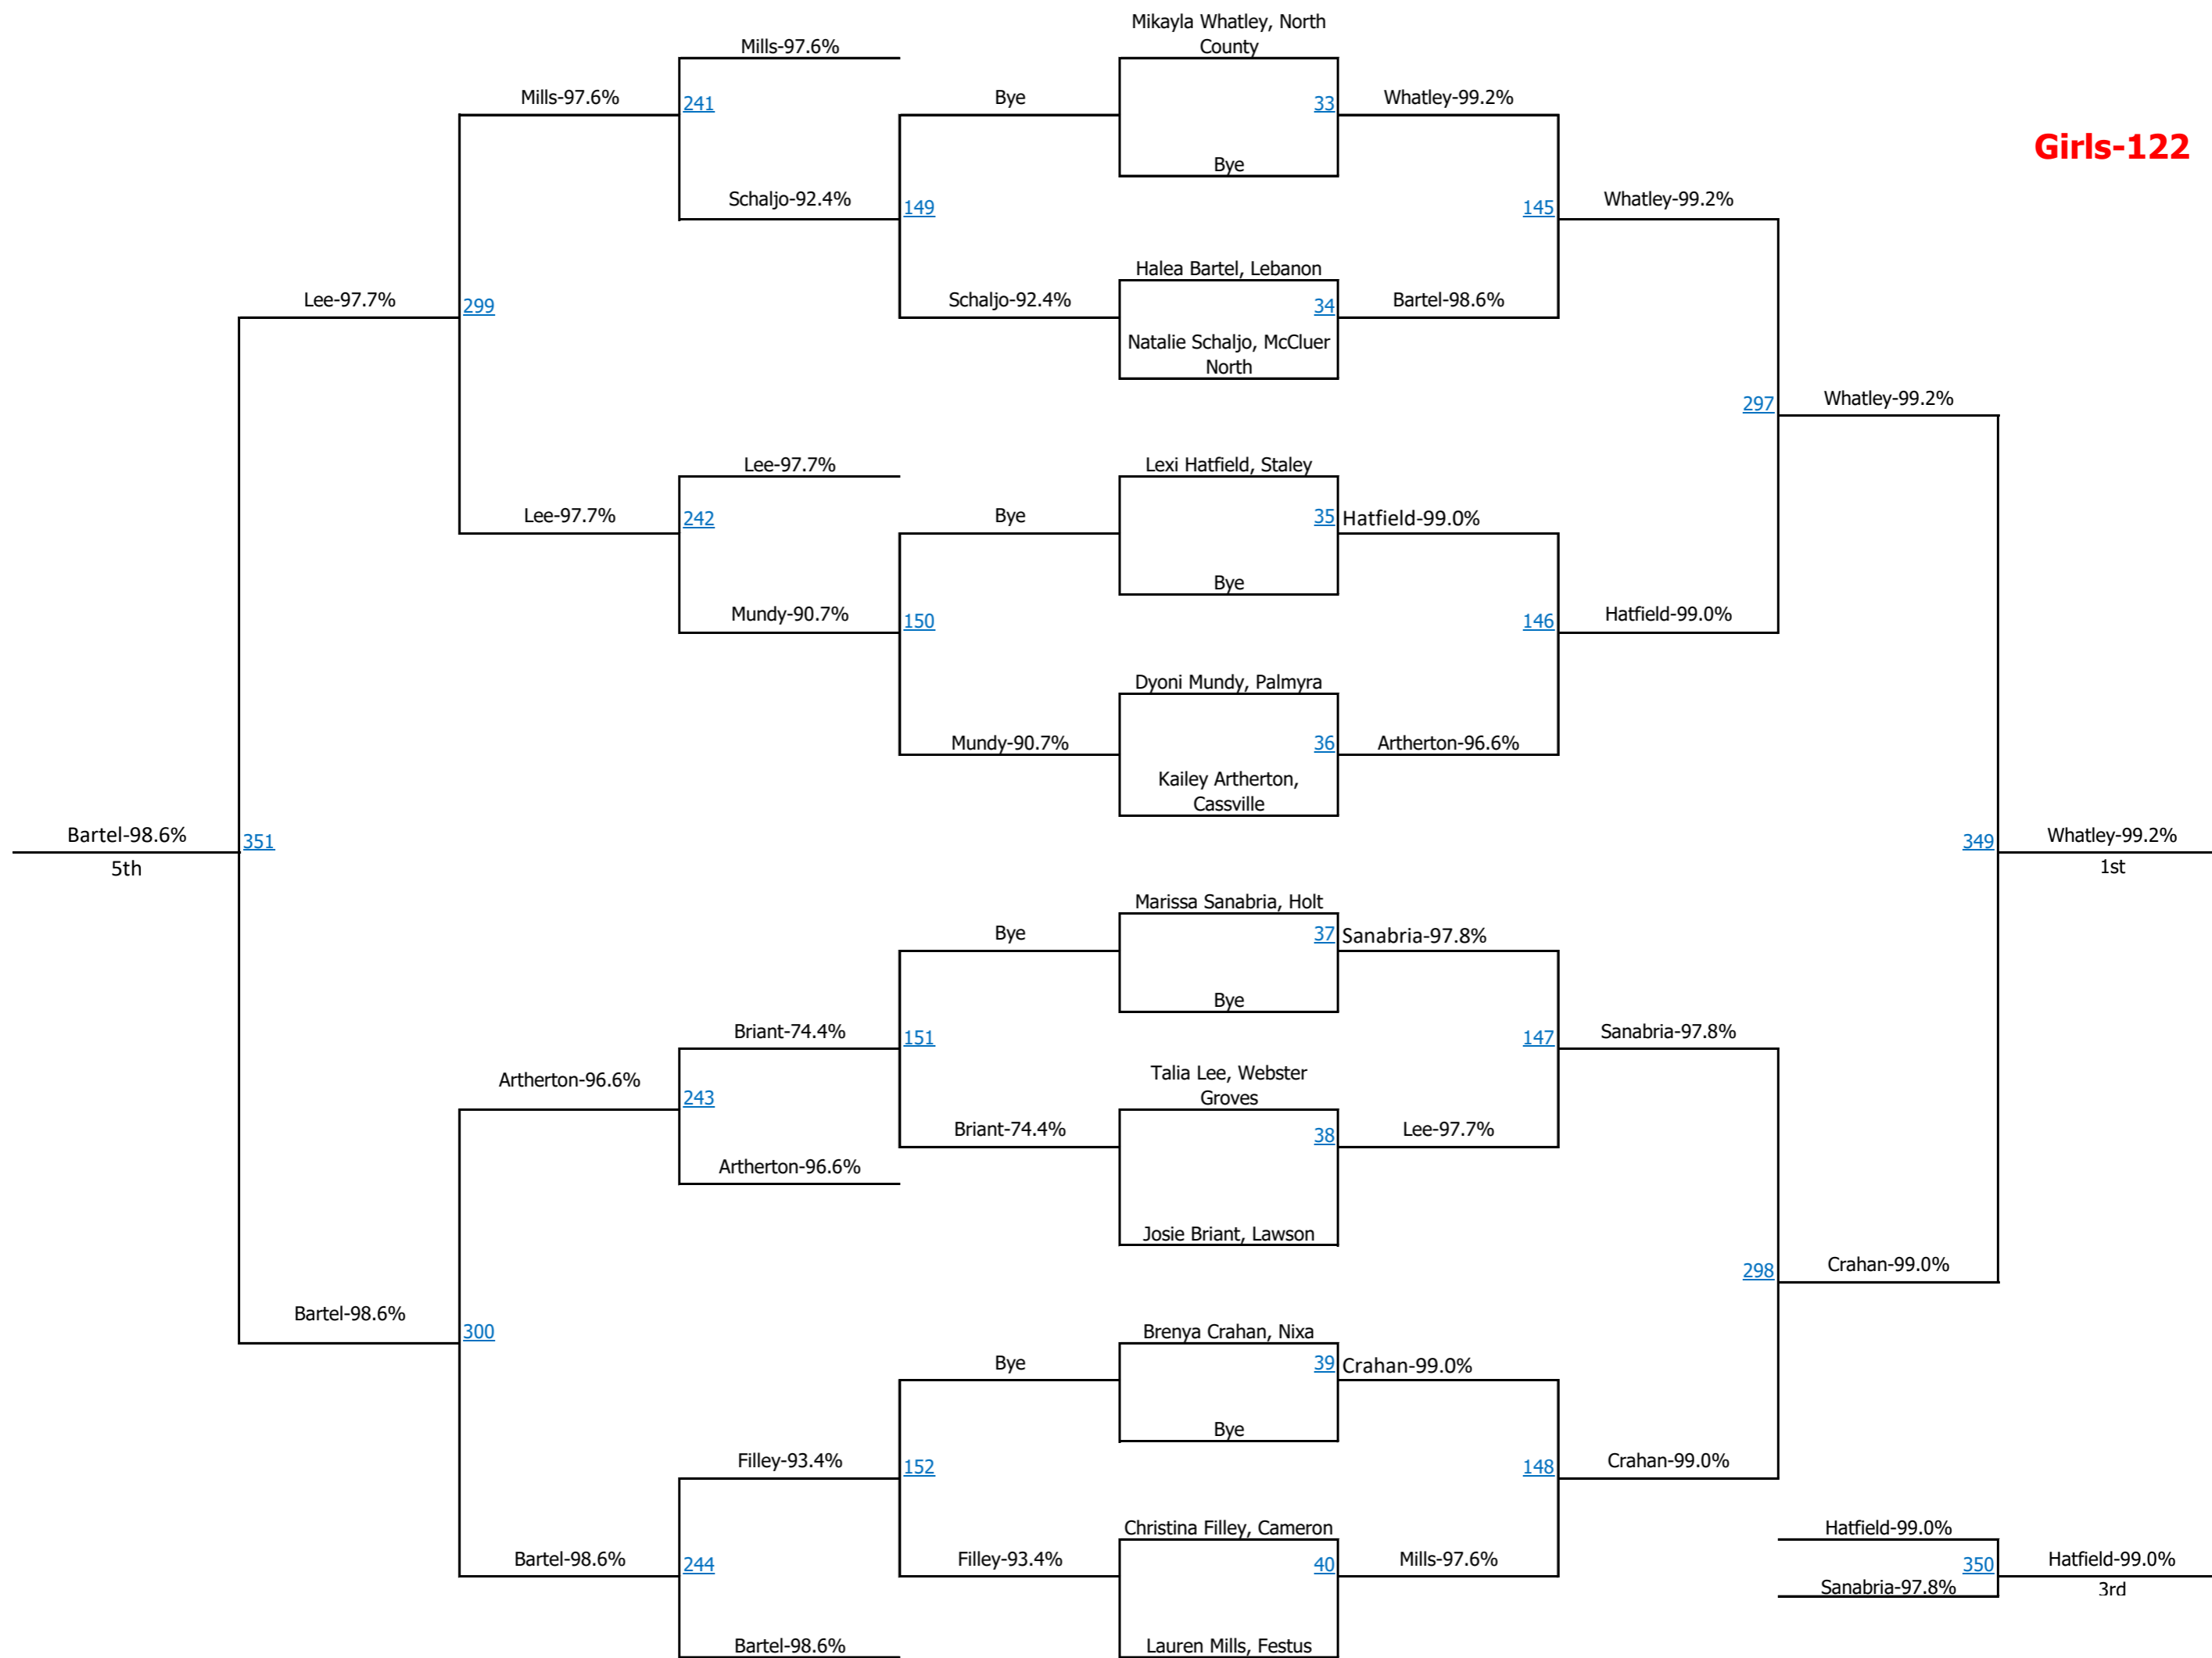 Mikayla Whatley, North
County
Mills-97.6%
Mills-97.6%
241
Bye
33
Whatley-99.2%
Girls-122
Bye
Schaljo-92.4%
149
145
Whatley-99.2%
Halea Bartel, Lebanon
Lee-97.7%
299
Schaljo-92.4%
34
Bartel-98.6%
Natalie Schaljo, McCluer
North
297
Whatley-99.2%
Lee-97.7%
Lexi Hatfield, Staley
Lee-97.7%
242
Bye
35
Hatfield-99.0%
Bye
Mundy-90.7%
150
146
Hatfield-99.0%
Dyoni Mundy, Palmyra
Mundy-90.7%
36
Artherton-96.6%
Kailey Artherton,
Cassville
Bartel-98.6%
351
349
Whatley-99.2%
5th
1st
Marissa Sanabria, Holt
Bye
37
Sanabria-97.8%
Bye
Briant-74.4%
151
147
Sanabria-97.8%
Artherton-96.6%
243
Talia Lee, Webster
Groves
Briant-74.4%
38
Lee-97.7%
Artherton-96.6%
Josie Briant, Lawson
298
Crahan-99.0%
Bartel-98.6%
300
Brenya Crahan, Nixa
Bye
39
Crahan-99.0%
Bye
Filley-93.4%
152
148
Crahan-99.0%
Christina Filley, Cameron
Hatfield-99.0%
Bartel-98.6%
244
Filley-93.4%
40
Mills-97.6%
350
Hatfield-99.0%
Sanabria-97.8%
3rd
Bartel-98.6%
Lauren Mills, Festus